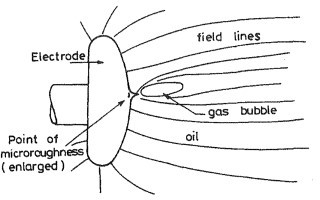 field lines
Electrode
gas bubble
Point of
microroughness
(enlarged)
oil